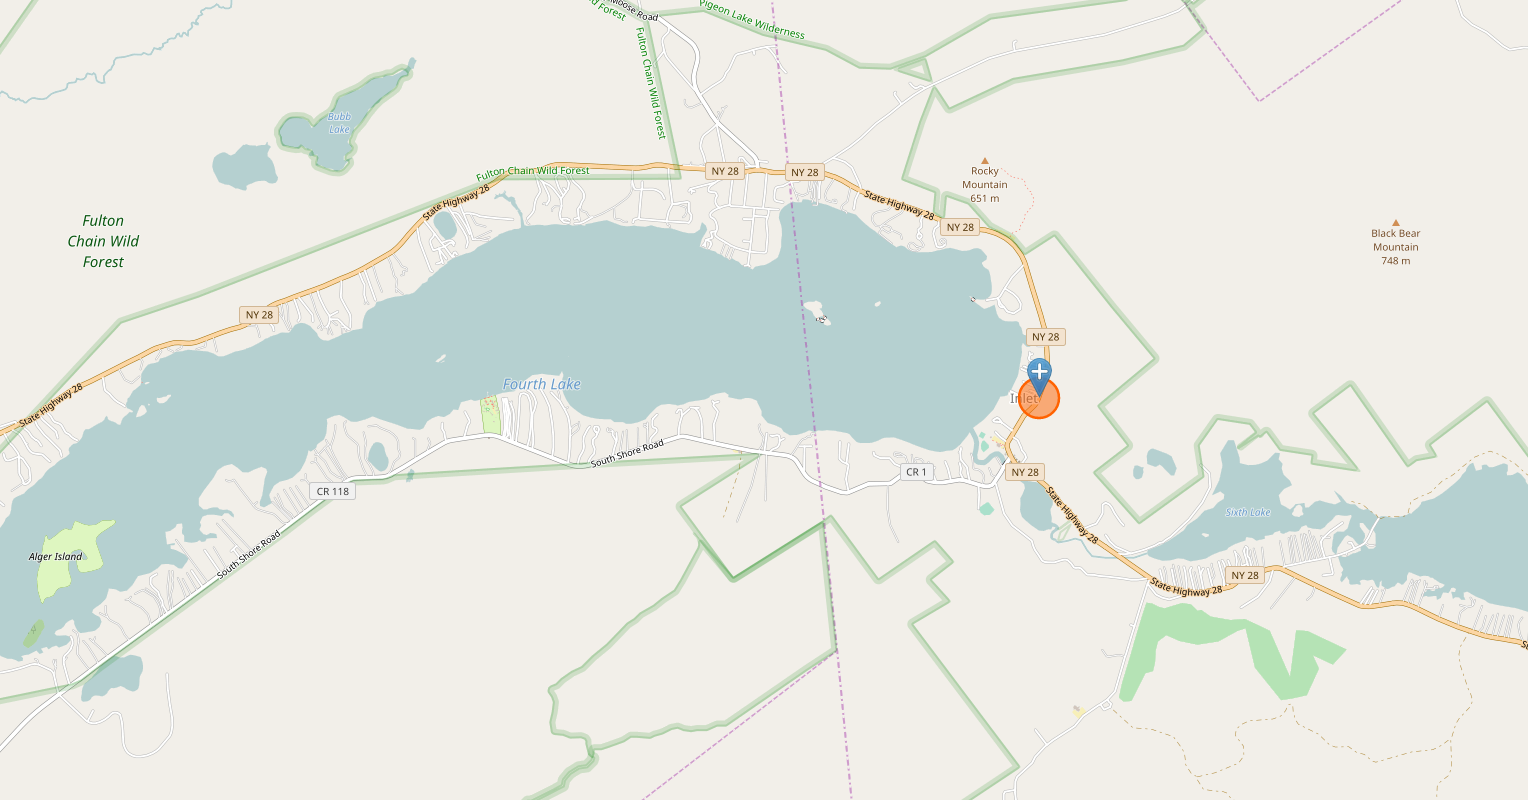 Moose Road
d Forest
Pigeon Lake Wilderness
Fulton Chain Wild Forest
Bubb
Lake
Fulton Chain Wild Forest
NY 28
NY 28
Rocky
Mountain
651 m
State Highway 28
State Highway 28
NY 28
Fulton
Chain Wild
Forest
Black Bear
Mountain
748 m
NY 28
NY 28
Fourth Lake
Inlet
State Highway 28
South Shore Road
CR 1
NY 28
CR 118
State Highway 28
Sixth Lake
Alger Island
South Shore Road
NY 28
State Highway 28